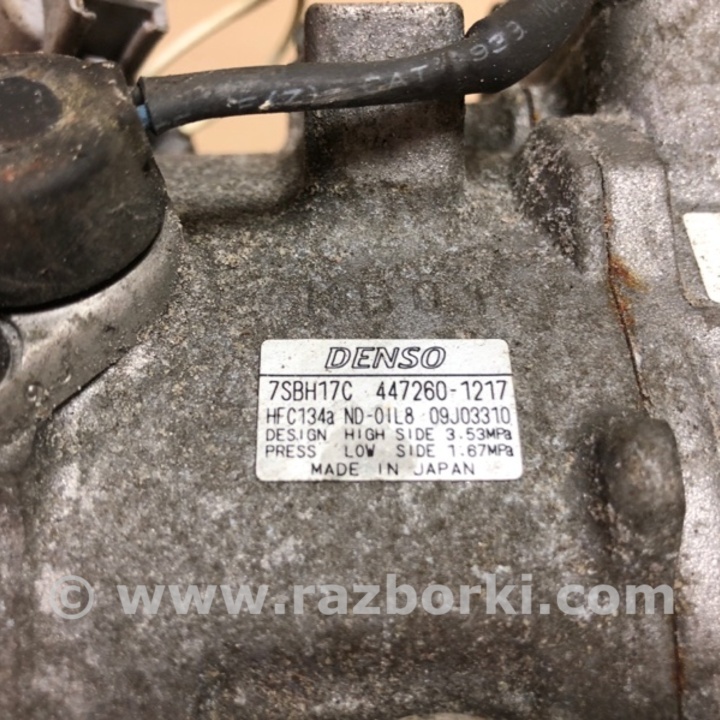 DENSO
7SBH17C 447260-1217
HFC134a ND-OIL8 09J03310
DESIGN HIGH SIDE 3.53MPa
PRESS LOW SIDE 1.67MPa
MADE IN JAPAN
© www.razborki.com